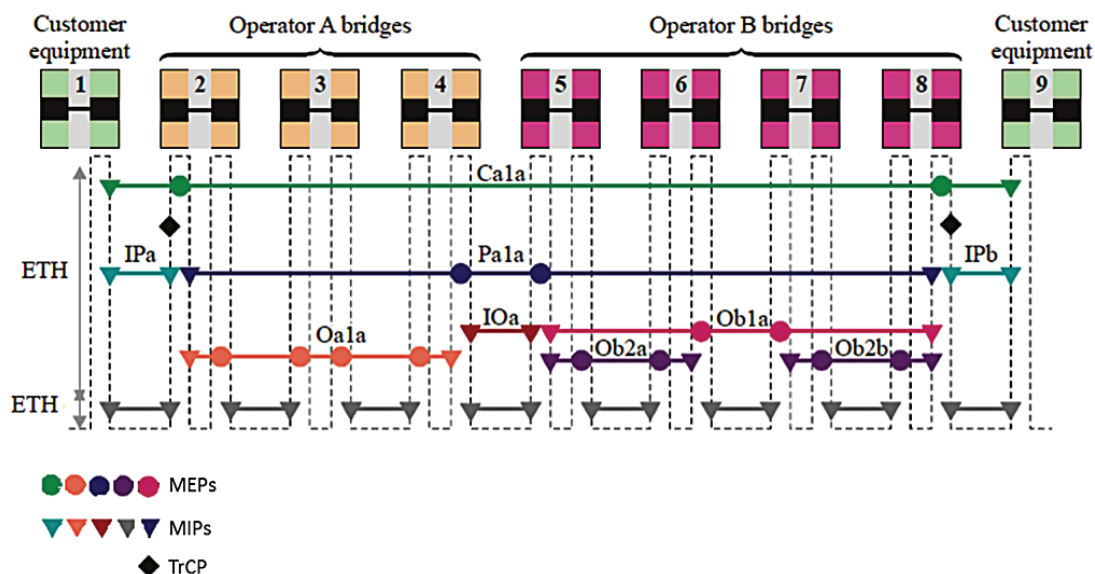 Customer
equipment
Operator A bridges
Operator B bridges
Customer
equipment
1 2 3 4 5 6 7 8 9
Ca1a
ETH
IPa
Pa1a
IPb
IOa
Ob1a
Oa1a
Ob2a
Ob2b
ETH
MEPs
MIPs
TrCP